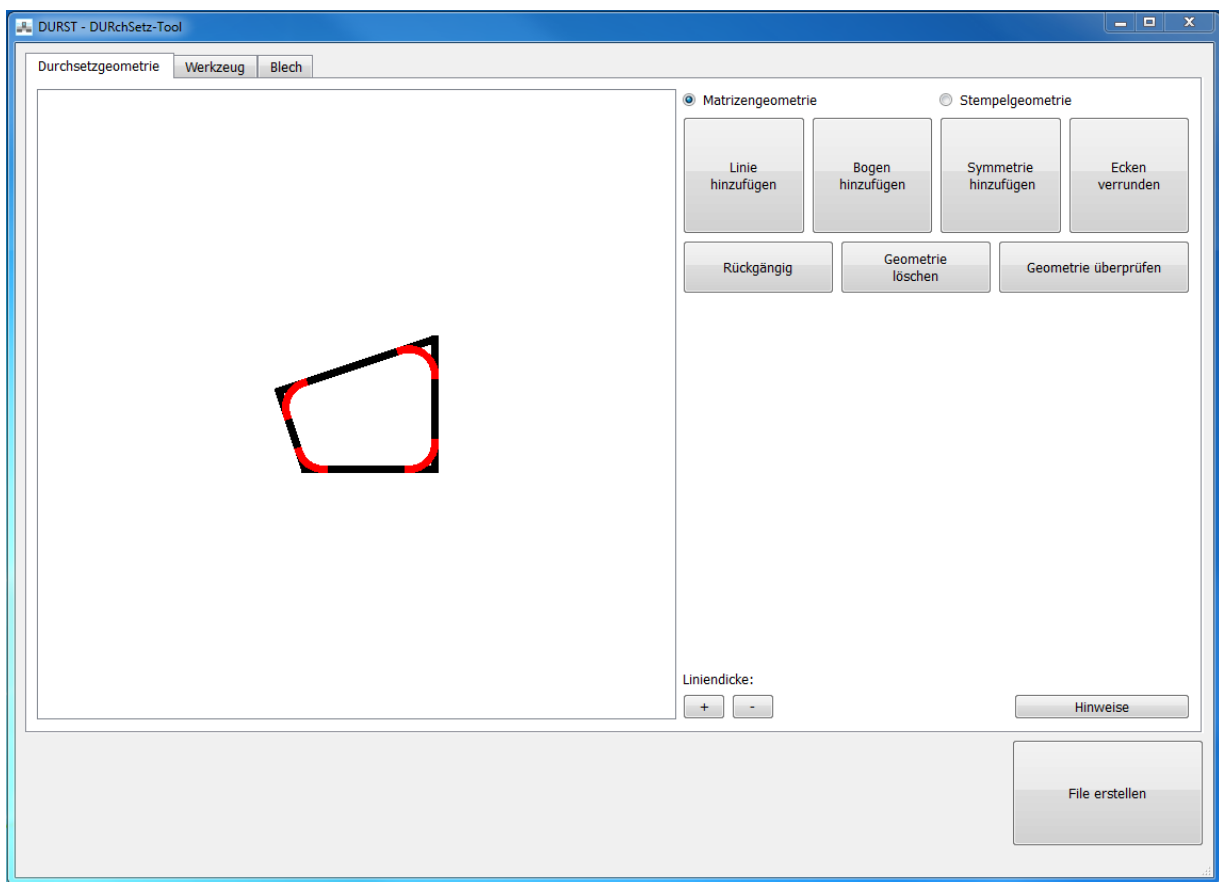 DURST - DURchSetz-Tool
Durchsetzgeometrie Werkzeug Blech
Matrizengeometrie Stempelgeometrie
Linie
hinzufügen
Bogen
hinzufügen
Symmetrie
hinzufügen
Ecken
verrunden
Rückgängig
Geometrie
löschen
Geometrie überprüfen
Liniendicke:
+ -
Hinweise
File erstellen